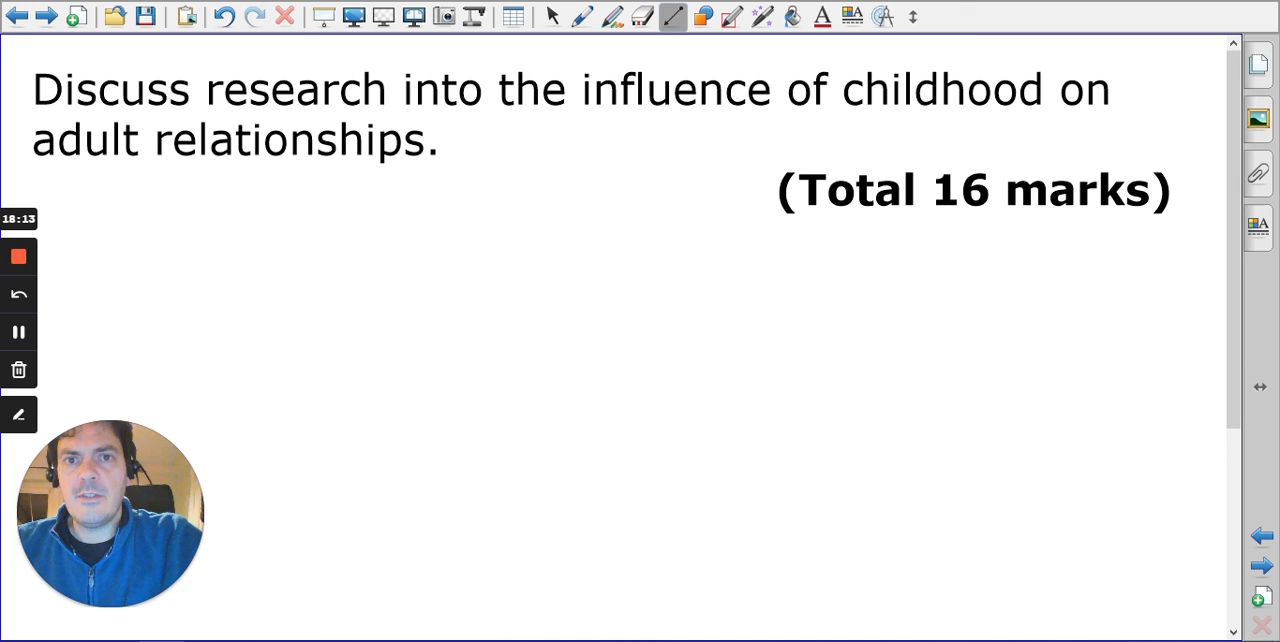 Discuss research into the influence of childhood on
adult relationships.
(Total 16 marks)
18:13